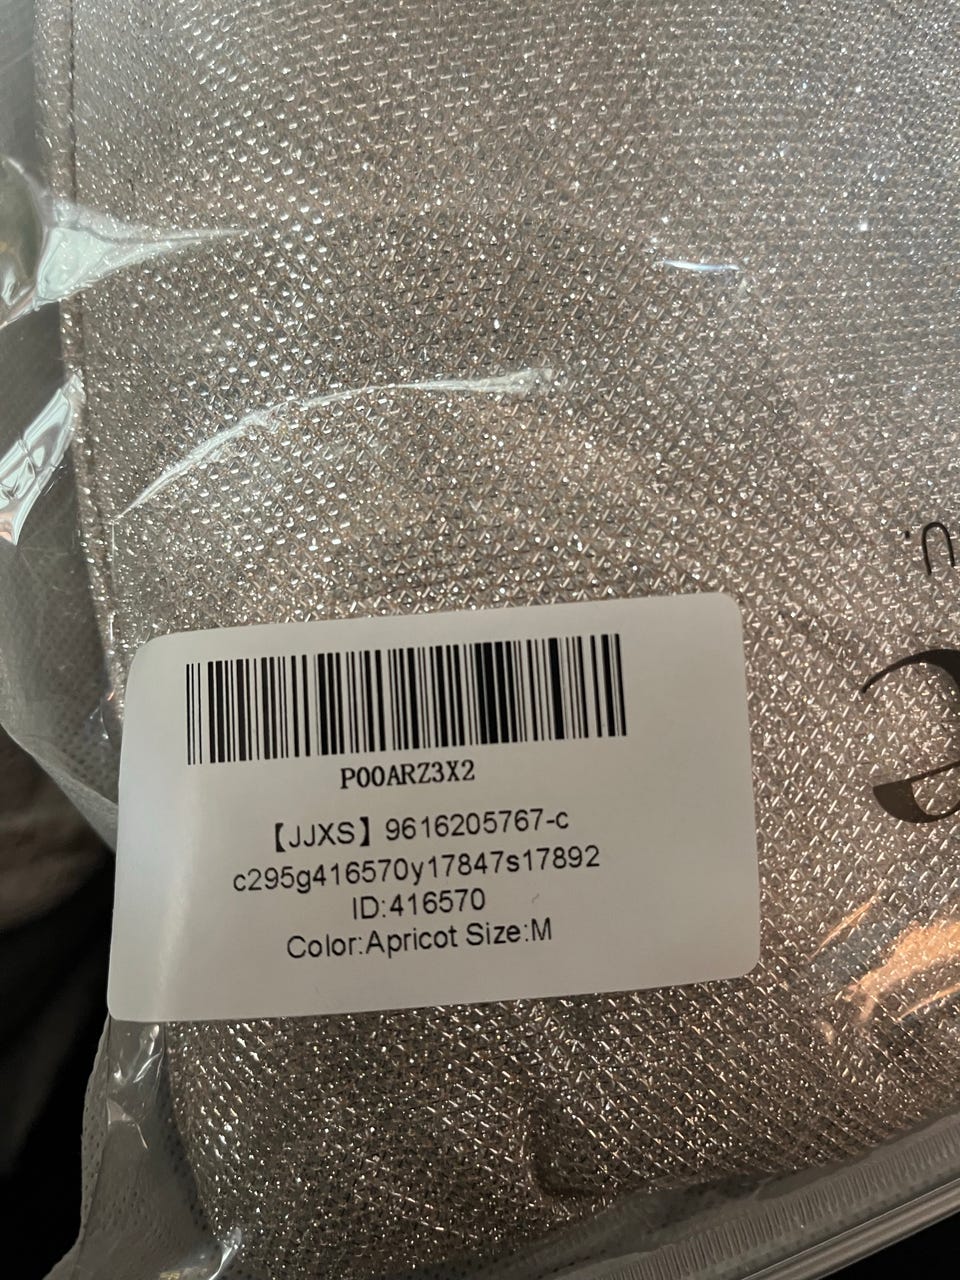 P00ARZ3X2
【JJXS】9616205767-c
c295g416570y17847s17892
ID:416570
Color:Apricot Size:M